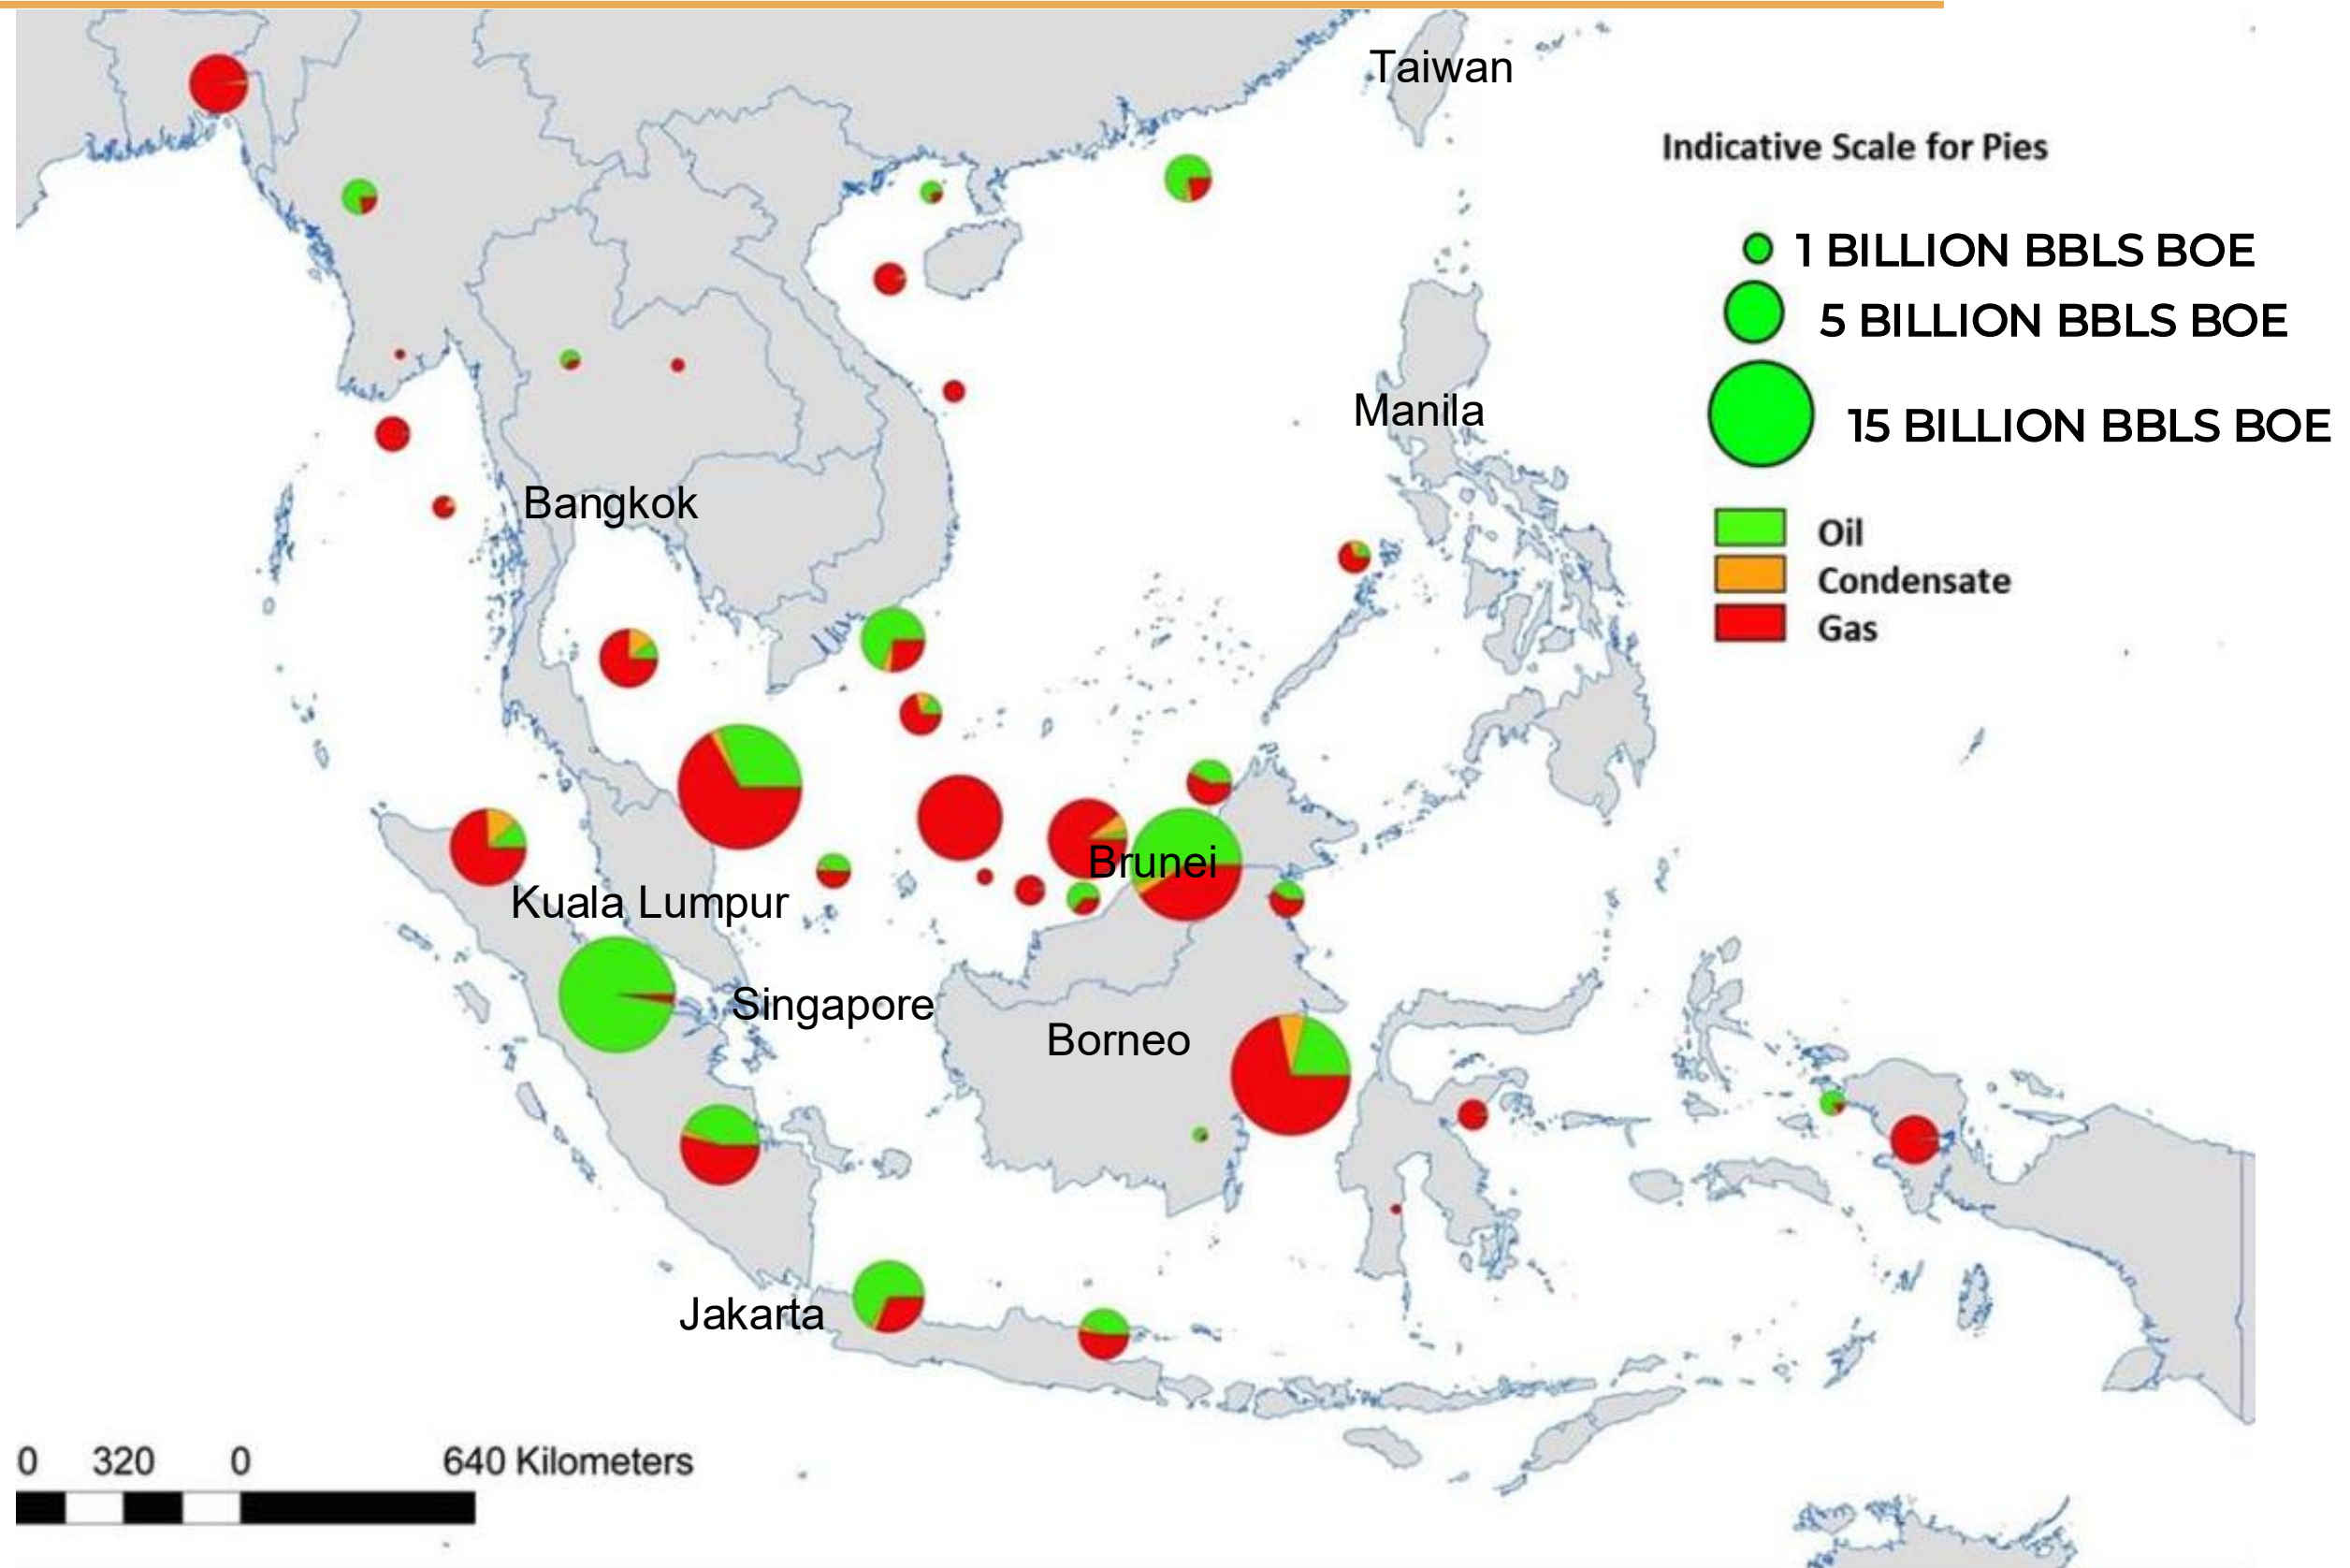 Taiwan
Indicative Scale for Pies
1 BILLION BBLS BOE
5 BILLION BBLS BOE
15 BILLION BBLS BOE
Manila
Bangkok
Oil
Condensate
Gas
Brunei
Kuala Lumpur
Singapore
Borneo
Jakarta
0 320 0 640 Kilometers